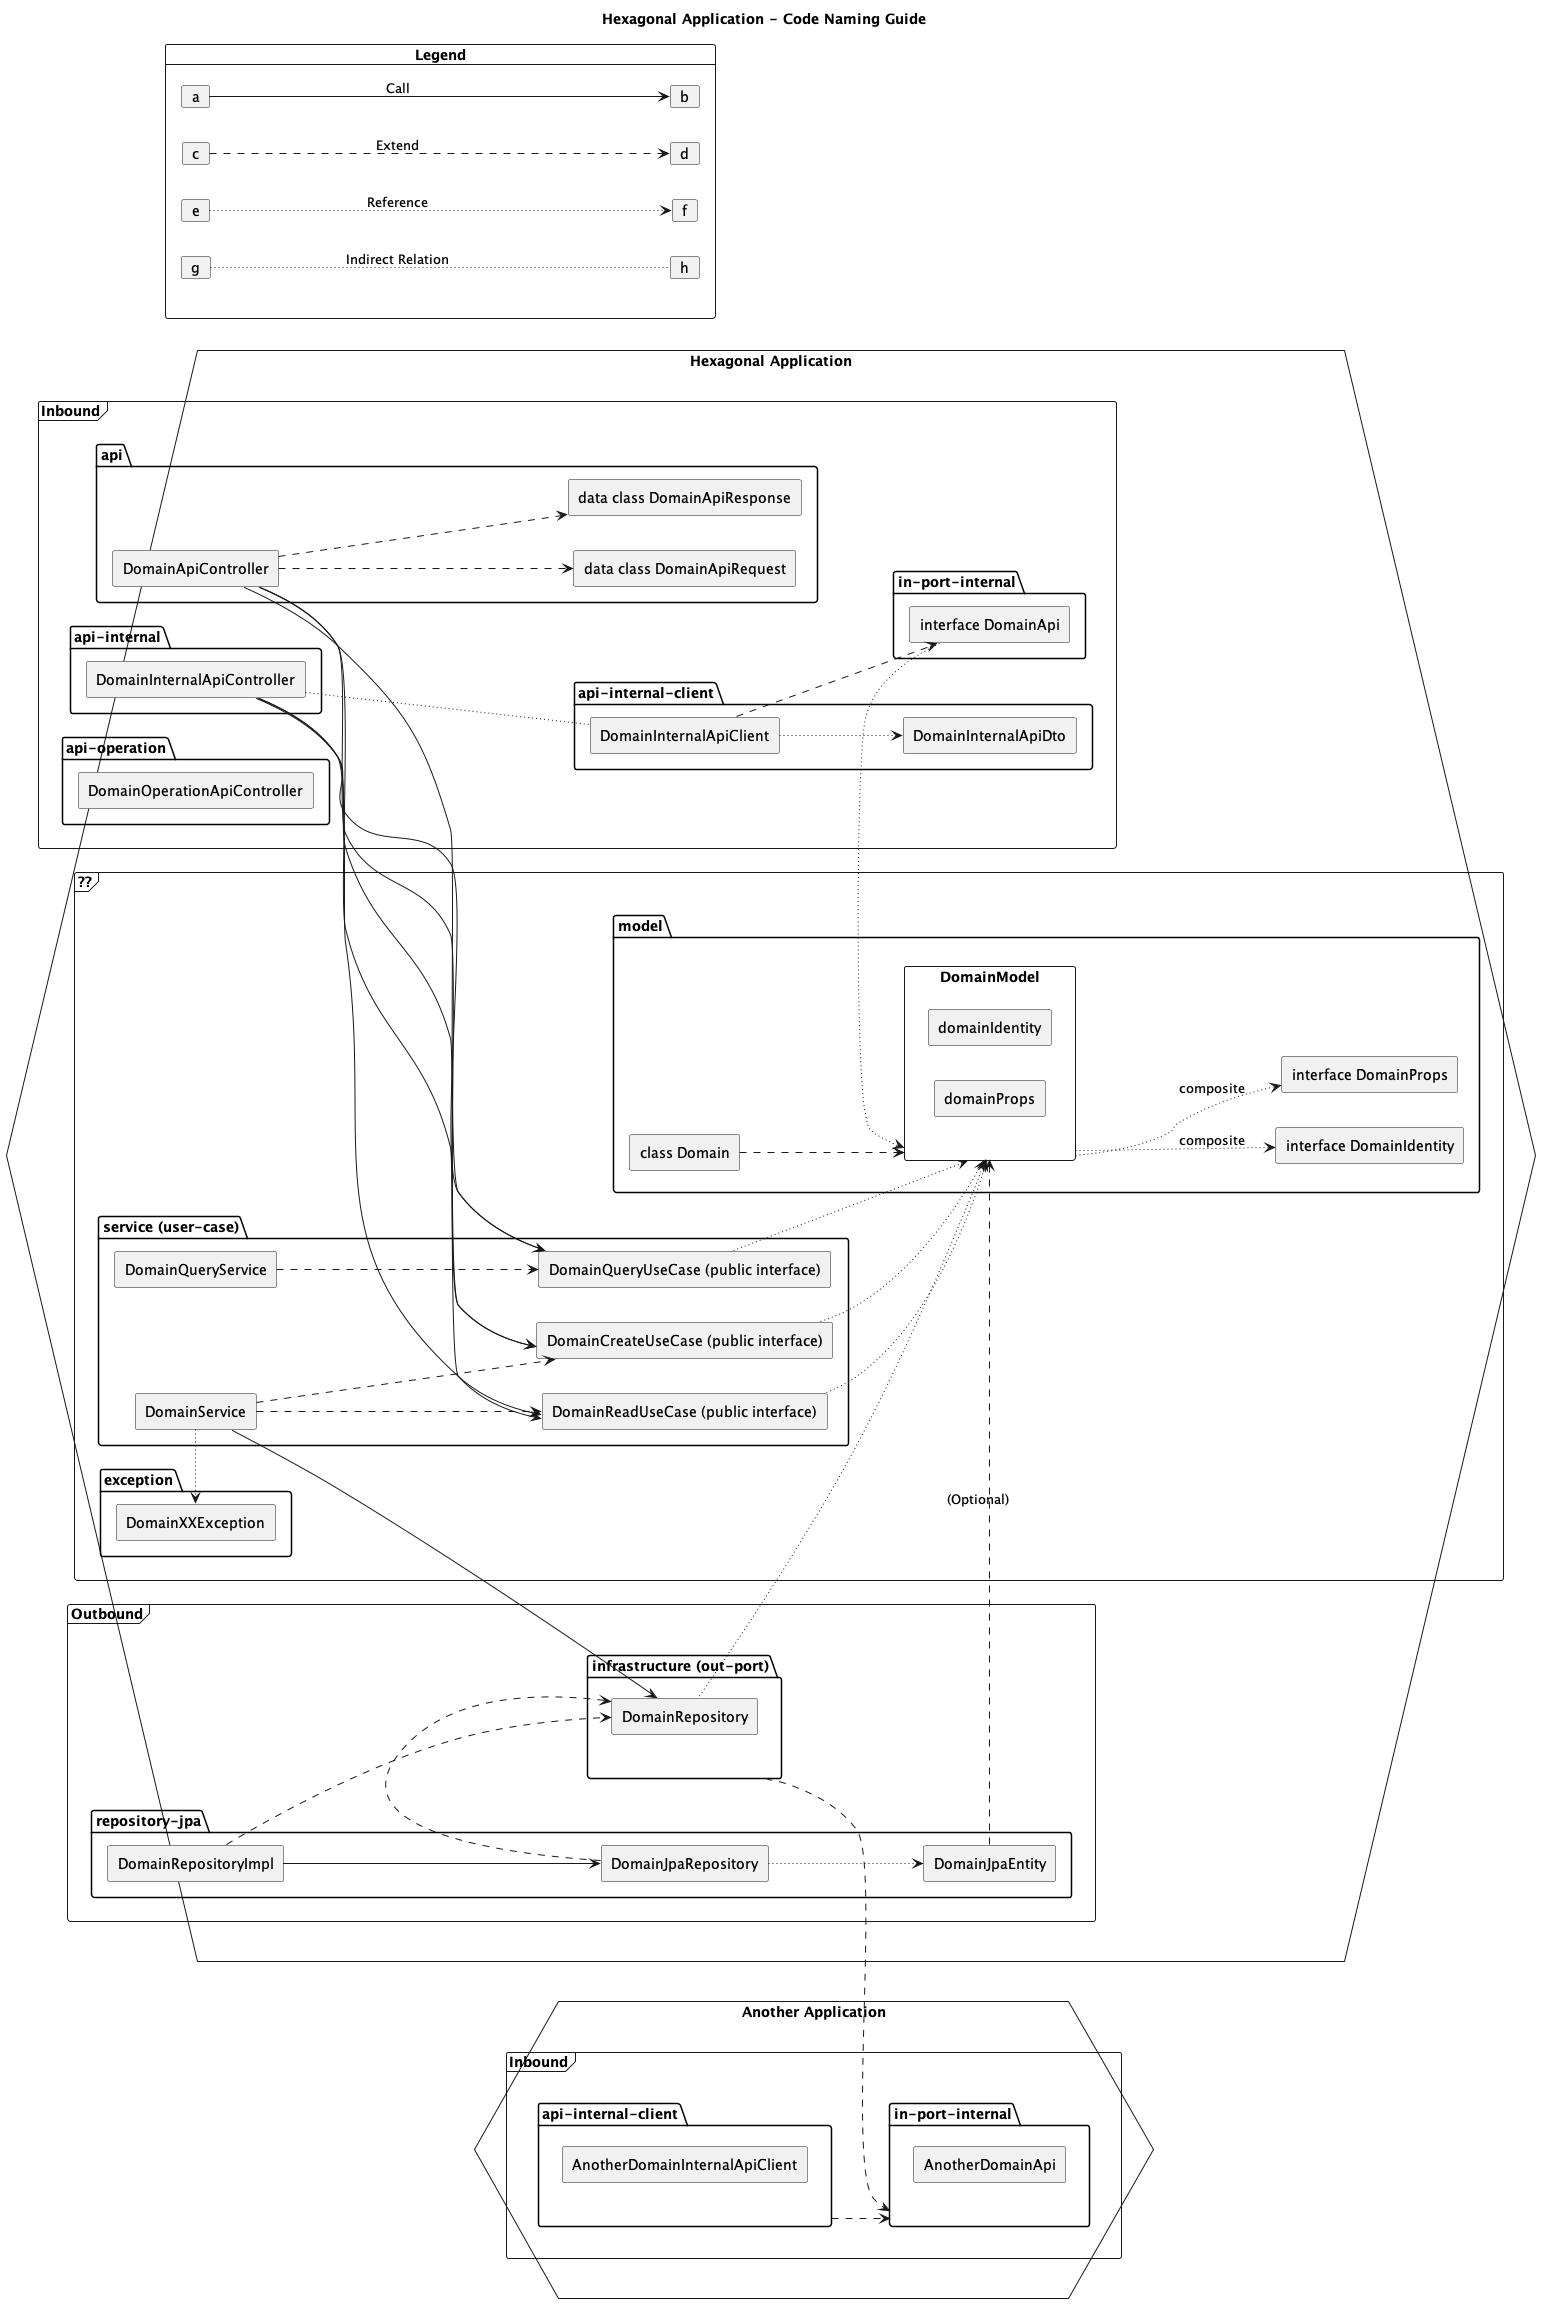 Hexagonal Application - Code Naming Guide
Legend
a
Call
b
c
Extend
d
e
Reference
f
g
Indirect Relation
h
Hexagonal Application
Inbound
api
data class DomainApiResponse
DomainApiController
data class DomainApiRequest
in-port-internal
interface DomainApi
api-internal
DomainInternalApiController
api-internal-client
DomainInternalApiClient
DomainInternalApiDto
api-operation
DomainOperationApiController
??
model
DomainModel
domainIdentity
domainProps
class Domain
composite
interface DomainProps
composite
interface DomainIdentity
service (user-case)
DomainQueryService
DomainQueryUseCase (public interface)
DomainCreateUseCase (public interface)
DomainService
DomainReadUseCase (public interface)
exception
DomainXXException
(Optional)
Outbound
infrastructure (out-port)
DomainRepository
repository-jpa
DomainRepositoryImpl
DomainJpaRepository
DomainJpaEntity
Another Application
Inbound
api-internal-client
AnotherDomainInternalApiClient
in-port-internal
AnotherDomainApi